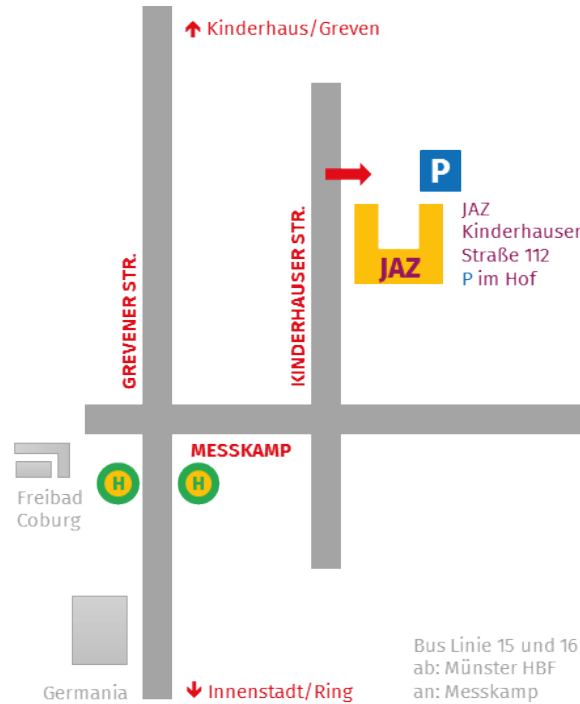 ↑ Kinderhaus/Greven
P
JAZ
Kinderhauser
Straße 112
P im Hof
JAZ
GREVENER STR.
KINDERHAUSER STR.
MESSKAMP
H
H
Freibad
Coburg
Germania
↓ Innenstadt/Ring
Bus Linie 15 und 16
ab: Münster HBF
an: Messkamp